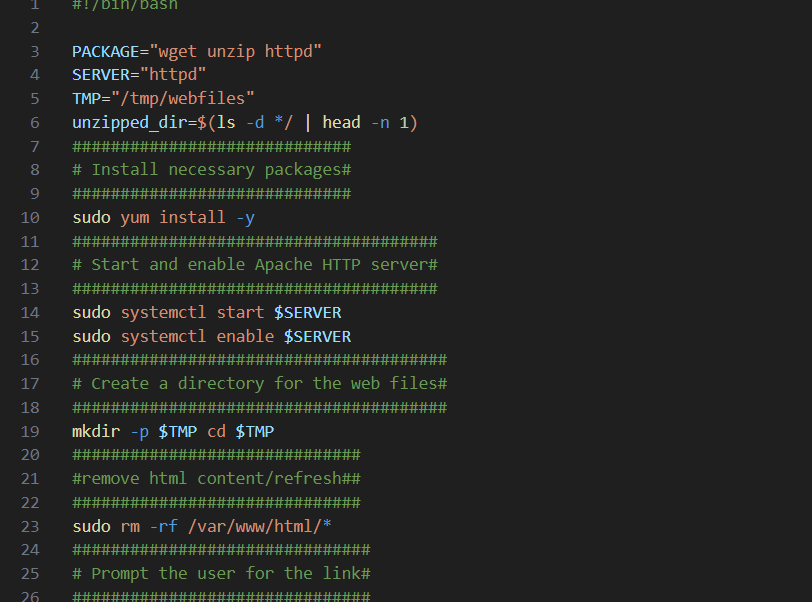 1 #!/bin/bash
2
3 PACKAGE="wget unzip httpd"
4 SERVER="httpd"
5 TMP="/tmp/webfiles"
6 unzipped_dir=$(ls -d */ | head -n 1)
7 #############################
8 # Install necessary packages#
9 #############################
10 sudo yum install -y
11 ######################################
12 # Start and enable Apache HTTP server#
13 ######################################
14 sudo systemctl start $SERVER
15 sudo systemctl enable $SERVER
16 #######################################
17 # Create a directory for the web files#
18 #######################################
19 mkdir -p $TMP cd $TMP
20 ##############################
21 #remove html content/refresh##
22 ##############################
23 sudo rm -rf /var/www/html/*
24 ###############################
25 # Prompt the user for the link#
26 ###############################